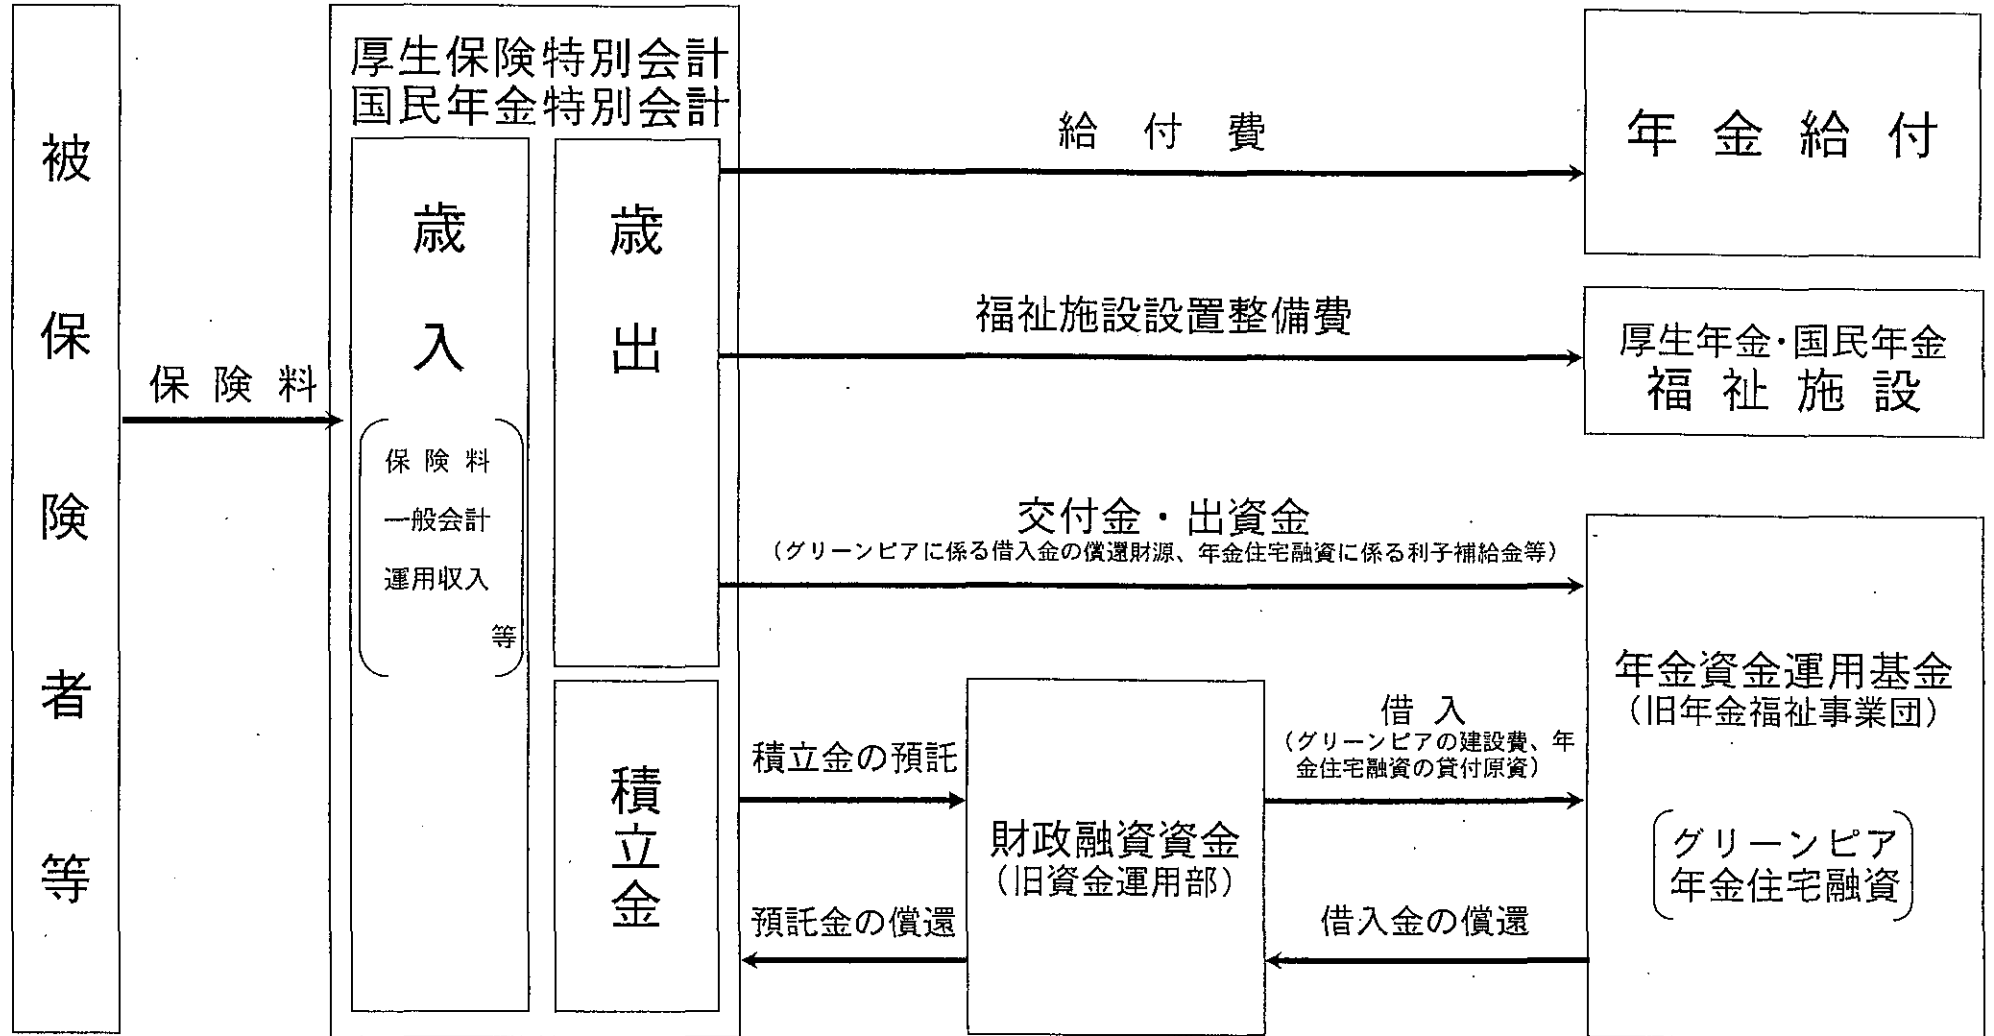 被保険者等
保険料
厚生保険特別会計
国民年金特別会計
歳入
保険料
一般会計
運用収入
等
歳出
積立金
給付費
年金給付
福祉施設設置整備費
厚生年金・国民年金
福祉施設
交付金・出資金
（グリーンピアに係る借入金の償還財源、年金住宅融資に係る利子補給金等）
積立金の預託
預託金の償還
財政融資資金
（旧資金運用部）
借入
（グリーンピアの建設費、年
金住宅融資の貸付原資）
借入金の償還
年金資金運用基金
（旧年金福祉事業団）
グリーンピア
年金住宅融資